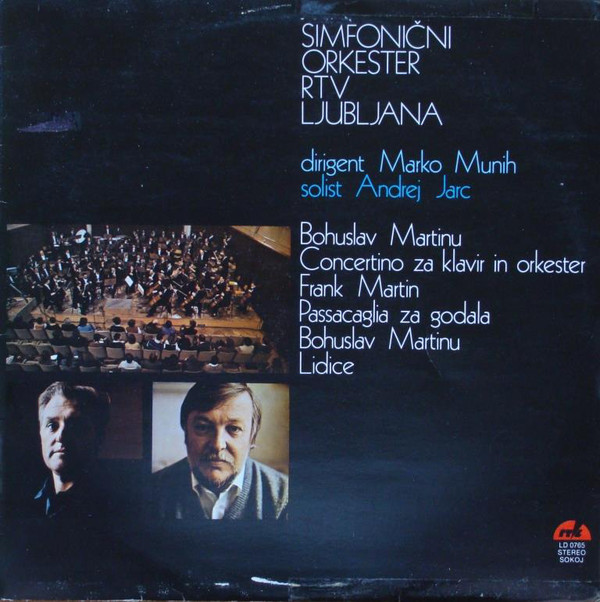 SIMFONIČNI
ORKESTER
RTV
LJUBLJANA
dirigent Marko Munih
solist Andrej Jarc
Bohuslav Martinu
Concertino za klavir in orkester
Frank Martin
Passacaglia za godala
Bohuslav Martinu
Lidice
LD 0765
STEREO
SOKOJ